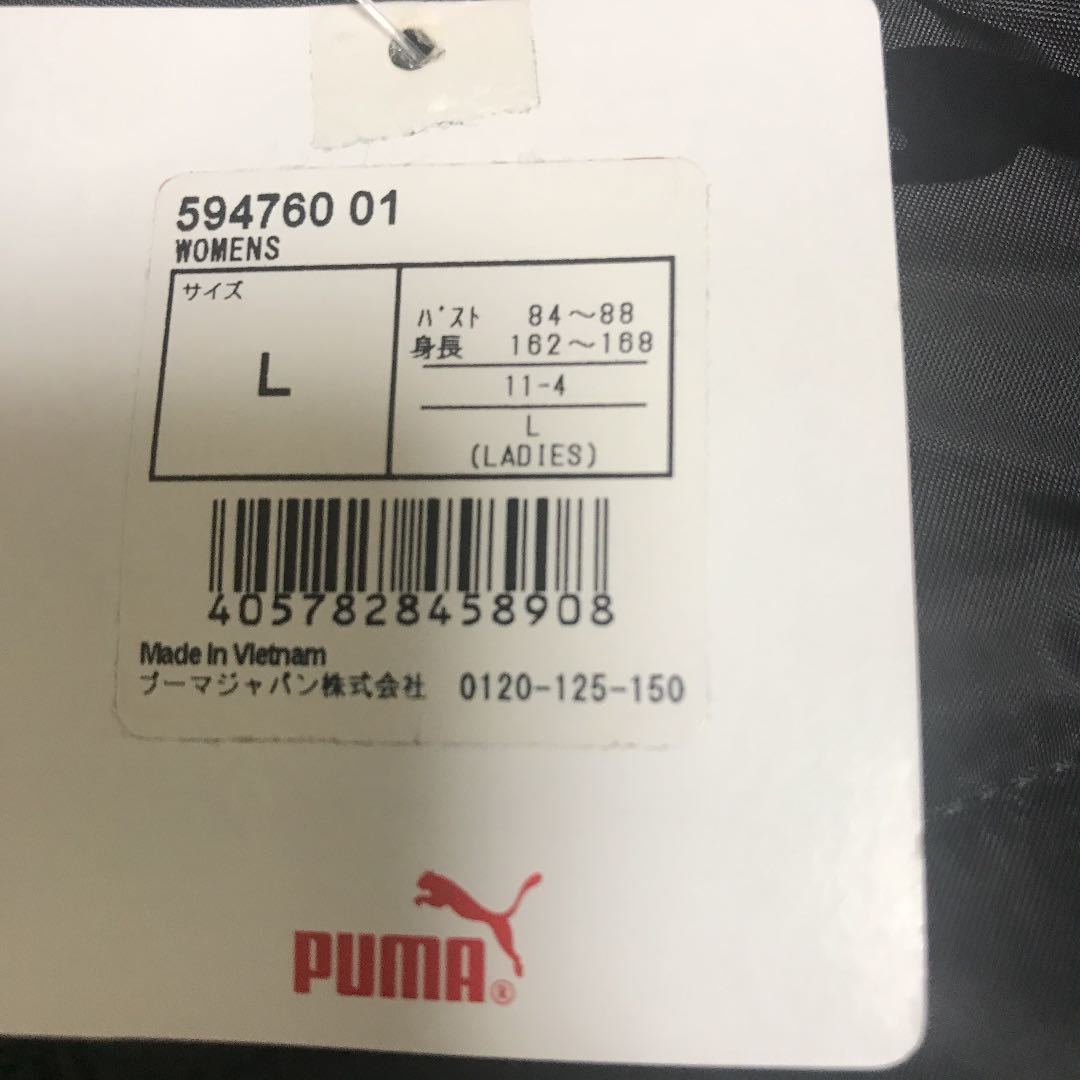 594760 01
WOMENS
サイズ
L
バスト 84〜88
身長 162〜168
11-4
L
(LADIES)
4057828458908
Made In Vietnam
プーマジャパン株式会社 0120-125-150
PUMA®